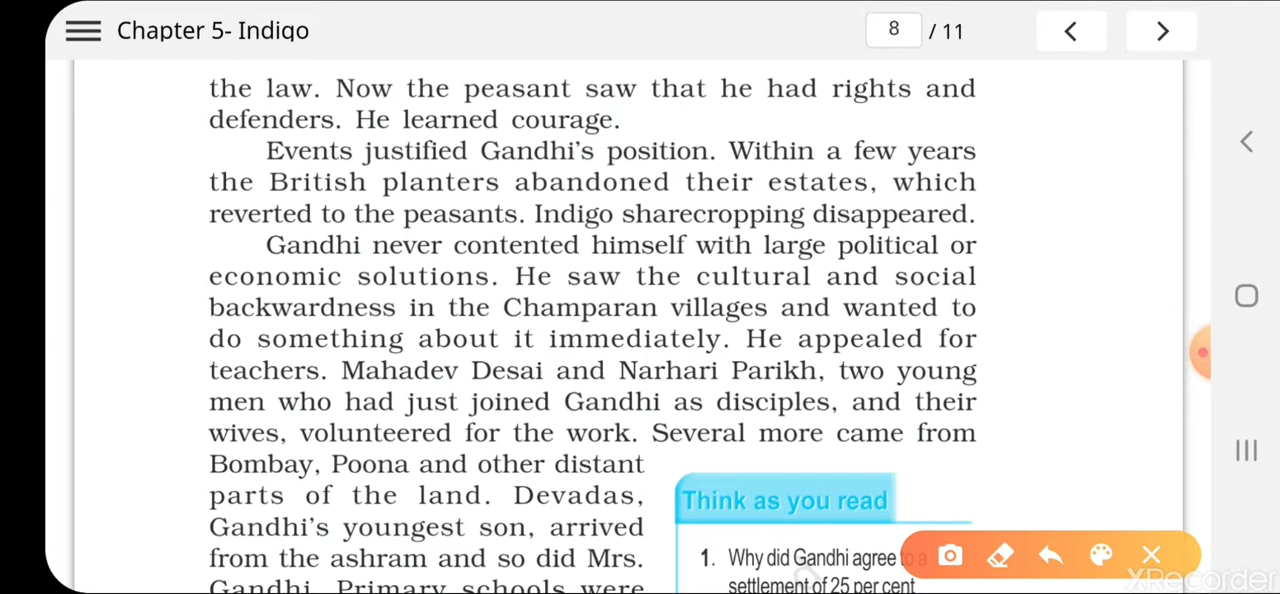 Chapter 5- Indigo
8 / 11
the law. Now the peasant saw that he had rights and
defenders. He learned courage.
Events justified Gandhi’s position. Within a few years
the British planters abandoned their estates, which
reverted to the peasants. Indigo sharecropping disappeared.
Gandhi never contented himself with large political or
economic solutions. He saw the cultural and social
backwardness in the Champaran villages and wanted to
do something about it immediately. He appealed for
teachers. Mahadev Desai and Narhari Parikh, two young
men who had just joined Gandhi as disciples, and their
wives, volunteered for the work. Several more came from
Bombay, Poona and other distant
parts of the land. Devadas,
Gandhi’s youngest son, arrived
from the ashram and so did Mrs.
Gandhi. Primary schools were
Think as you read
1. Why did Gandhi agree to a
settlement of 25 per cent
XRecorder